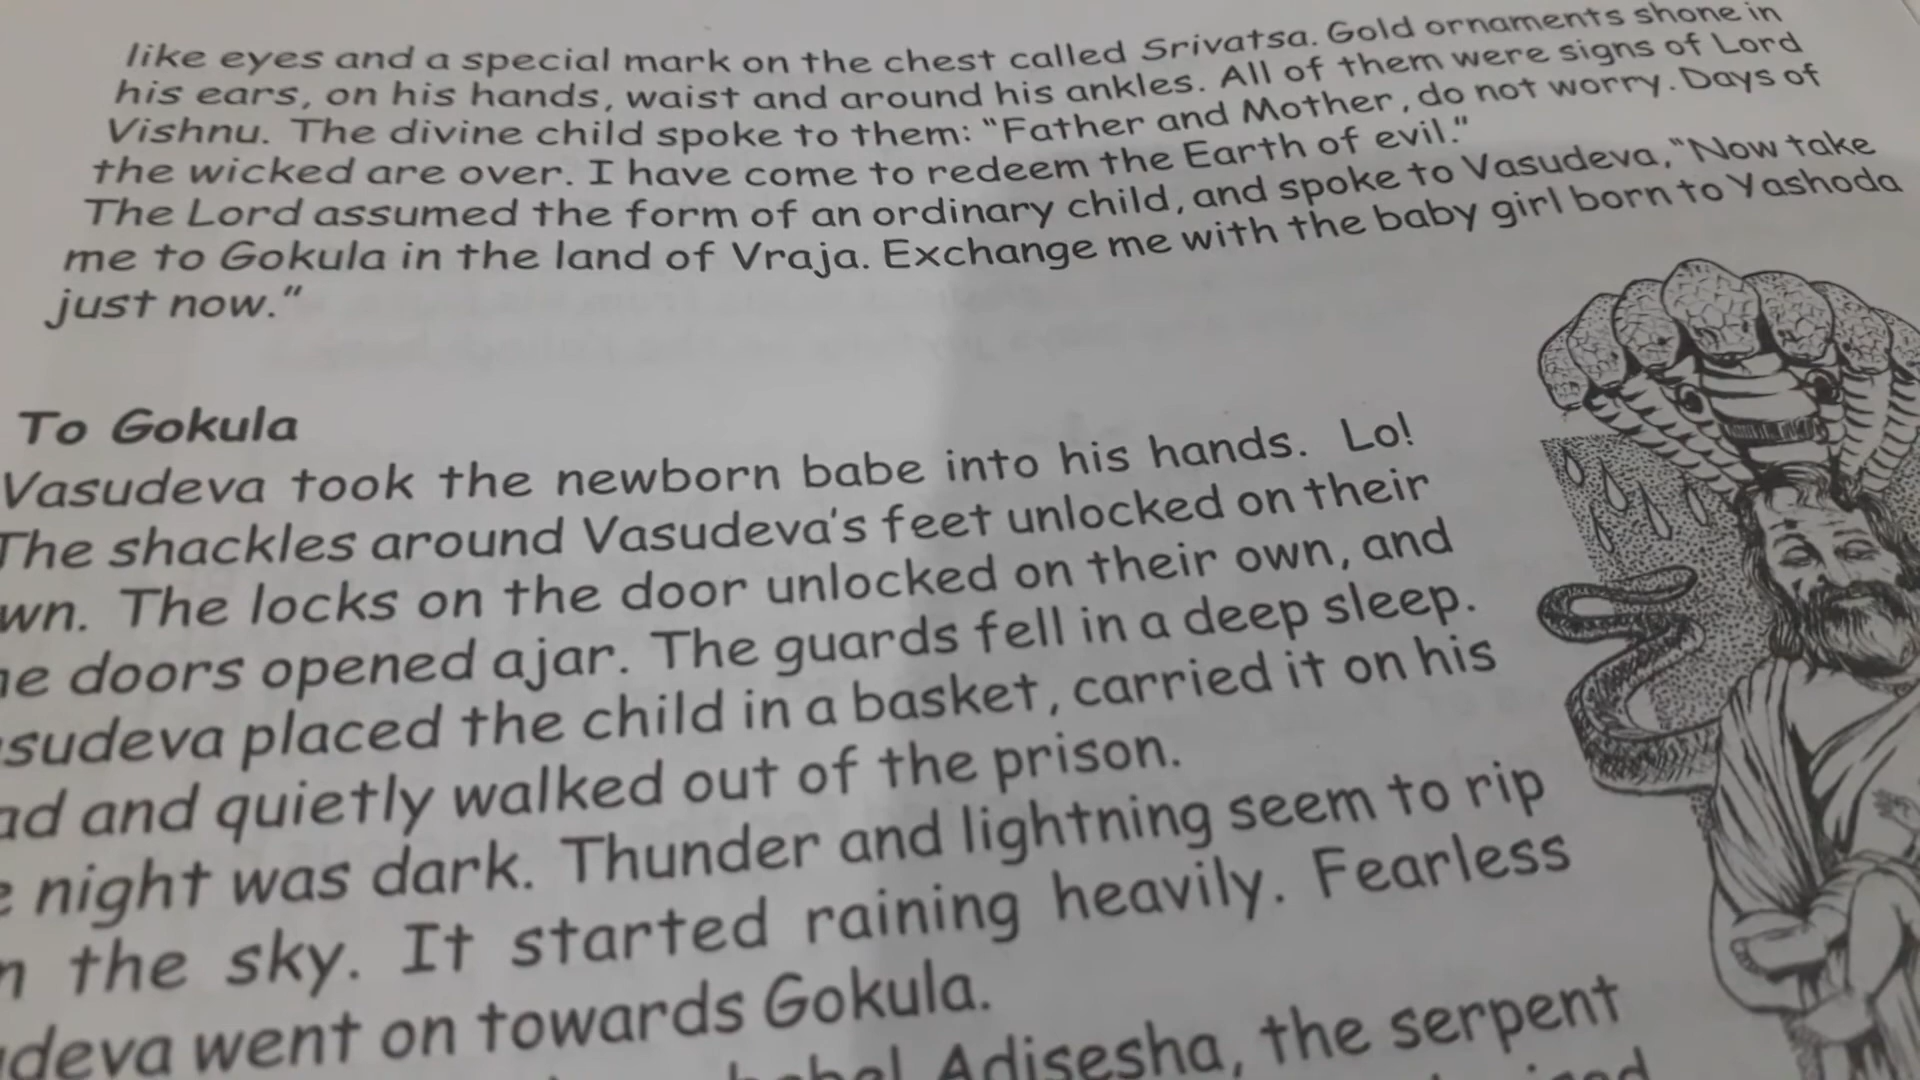 like eyes and a special mark on the chest called Srivatsa. Gold ornaments shone in
his ears, on his hands, waist and around his ankles. All of them were signs of Lord
Vishnu. The divine child spoke to them: "Father and Mother, do not worry. Days of
the wicked are over. I have come to redeem the Earth of evil."
The Lord assumed the form of an ordinary child, and spoke to Vasudeva, "Now take
me to Gokula in the land of Vraja. Exchange me with the baby girl born to Yashoda
just now."
To Gokula
Vasudeva took the newborn babe into his hands. Lo!
The shackles around Vasudeva's feet unlocked on their
wn. The locks on the door unlocked on their own, and
he doors opened ajar. The guards fell in a deep sleep.
sudeva placed the child in a basket, carried it on his
ad and quietly walked out of the prison.
e night was dark. Thunder and lightning seem to rip
n the sky. It started raining heavily. Fearless
deva went on towards Gokula.
Adisesha, the serpent